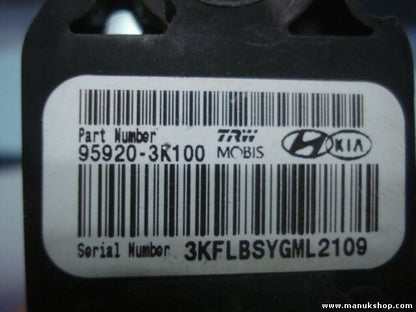 Part Number
95920-3K100
TRW
MOBIS
KIA
Serial Number 3KFLBSYGML2109
www.manukshop.com